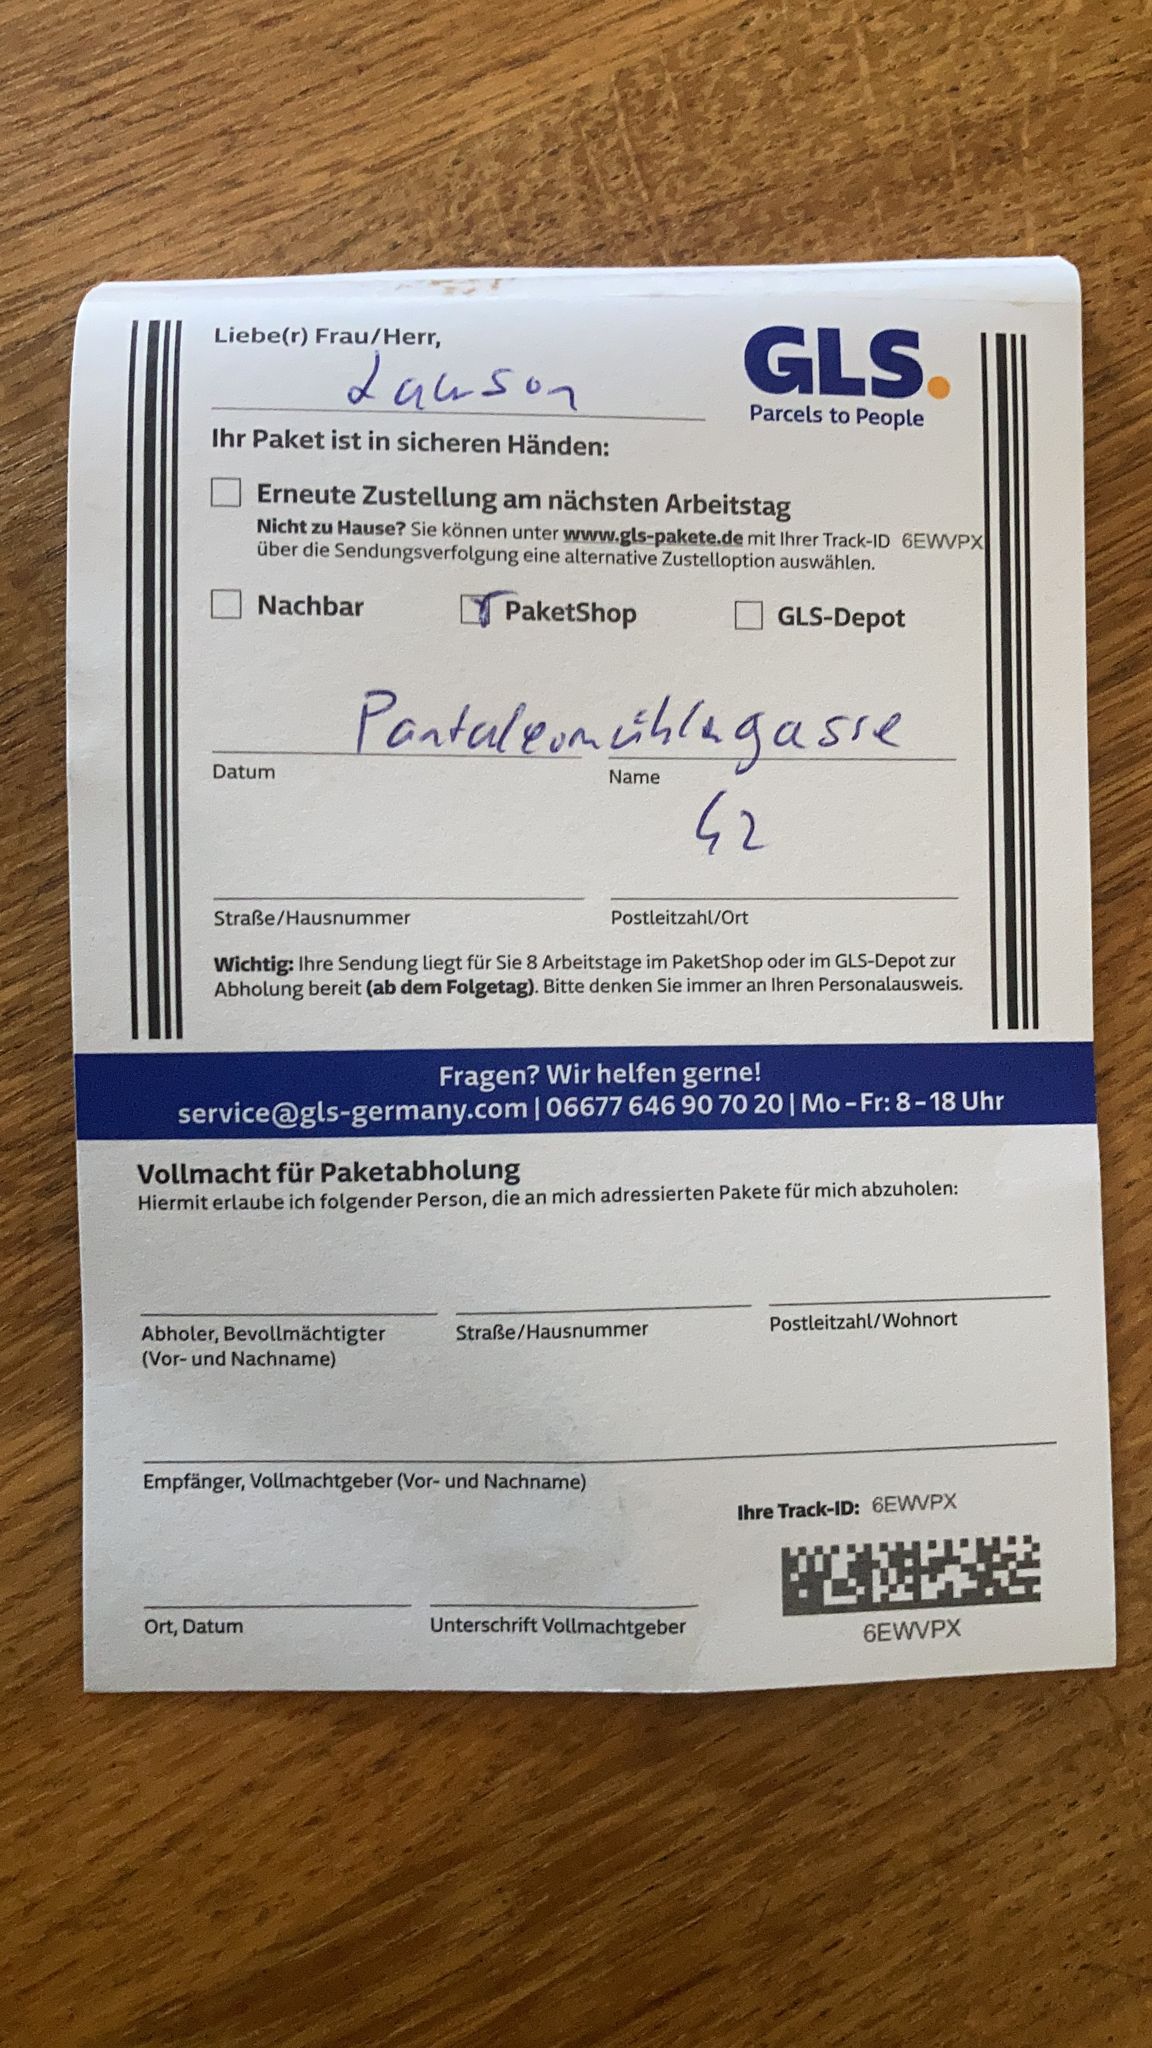 Liebe(r) Frau/Herr,
GLS.
Parcels to People
Ihr Paket ist in sicheren Händen:
Erneute Zustellung am nächsten Arbeitstag
Nicht zu Hause? Sie können unter www.gls-pakete.de mit Ihrer Track-ID 6EWVPX
über die Sendungsverfolgung eine alternative Zustelloption auswählen.
Nachbar PaketShop GLS-Depot
Pantaleonmühlengasse
Datum Name
42
Straße/Hausnummer Postleitzahl/Ort
Wichtig: Ihre Sendung liegt für Sie 8 Arbeitstage im PaketShop oder im GLS-Depot zur
Abholung bereit (ab dem Folgetag). Bitte denken Sie immer an Ihren Personalausweis.
Fragen? Wir helfen gerne!
service@gls-germany.com | 06677 646 90 70 20 | Mo – Fr: 8 – 18 Uhr
Vollmacht für Paketabholung
Hiermit erlaube ich folgender Person, die an mich adressierten Pakete für mich abzuholen:
Abholer, Bevollmächtigter Straße/Hausnummer Postleitzahl/Wohnort
(Vor- und Nachname)
Empfänger, Vollmachtgeber (Vor- und Nachname)
Ihre Track-ID: 6EWVPX
Ort, Datum Unterschrift Vollmachtgeber
6EWVPX